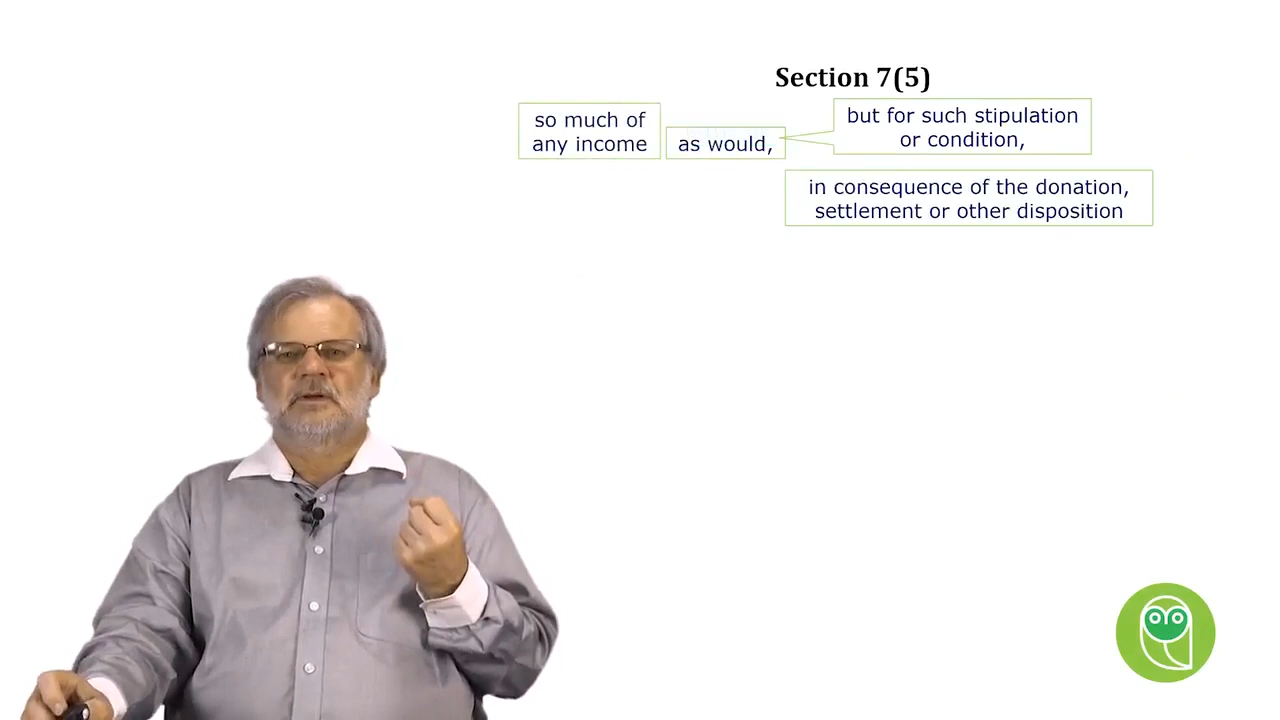 Section 7(5)
so much of
any income
as would,
but for such stipulation
or condition,
in consequence of the donation,
settlement or other disposition